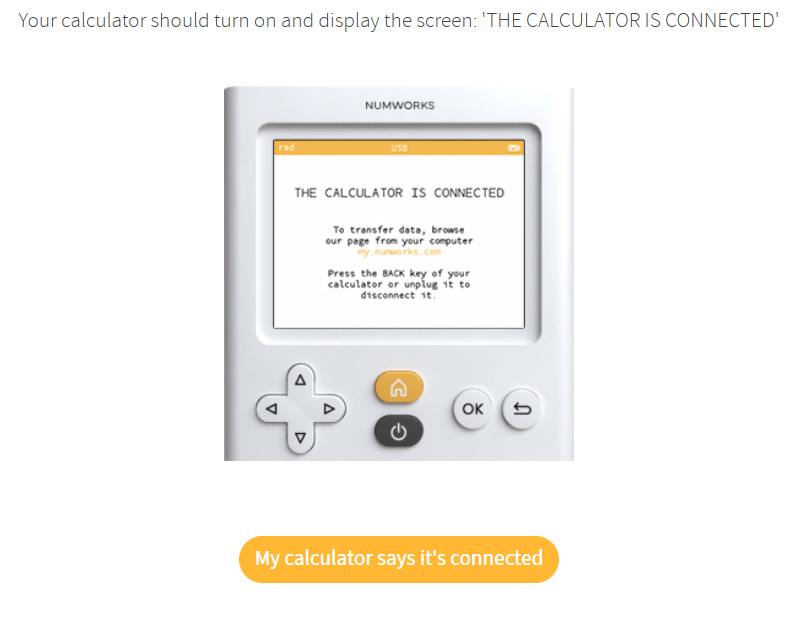 Your calculator should turn on and display the screen: 'THE CALCULATOR IS CONNECTED'
NUMWORKS
rad USB
THE CALCULATOR IS CONNECTED
To transfer data, browse
our page from your computer
my.numworks.com
Press the BACK key of your
calculator or unplug it to
disconnect it.
OK
My calculator says it's connected